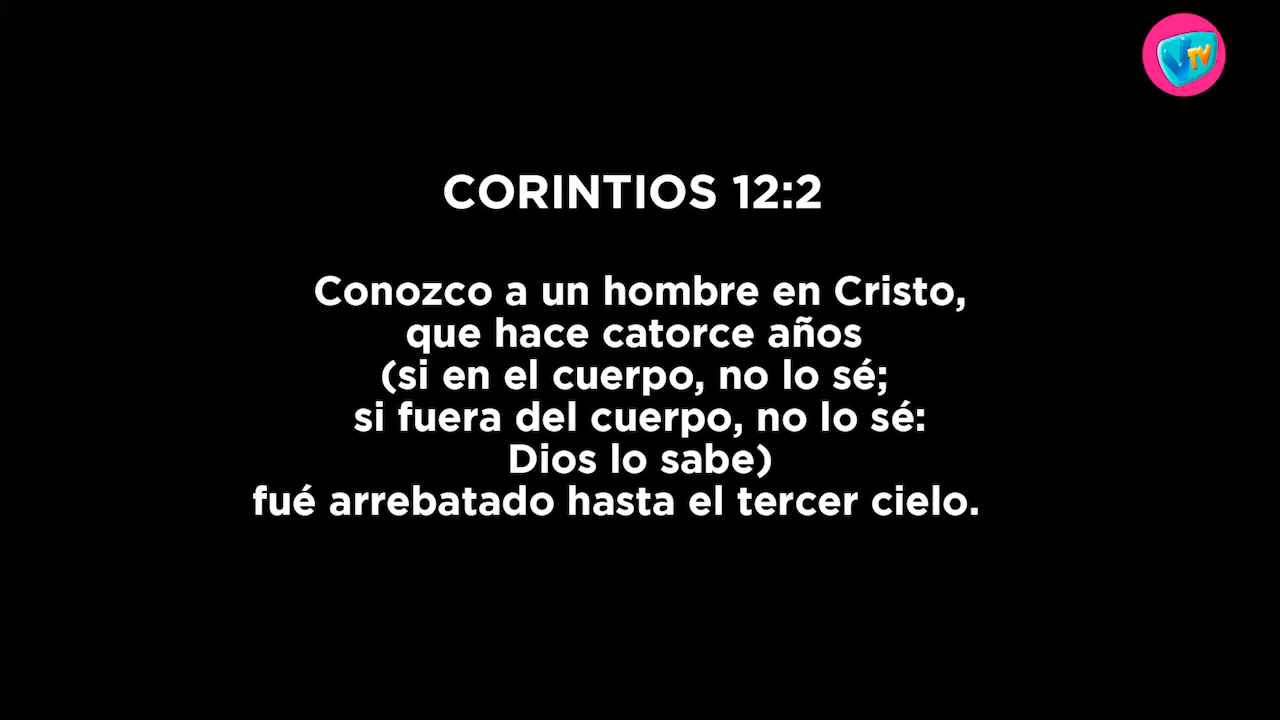 TV
CORINTIOS 12:2
Conozco a un hombre en Cristo,
que hace catorce años
(si en el cuerpo, no lo sé;
si fuera del cuerpo, no lo sé:
Dios lo sabe)
fué arrebatado hasta el tercer cielo.